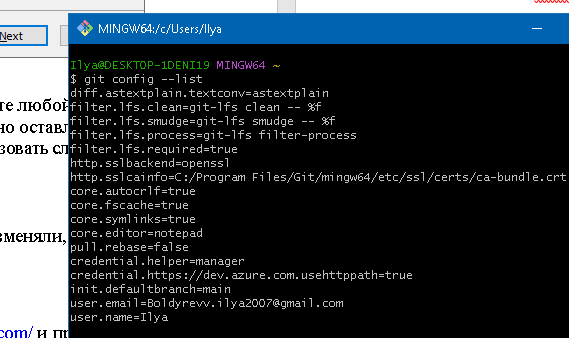 MINGW64:/c/Users/Ilya
Next
Ilya@DESKTOP-1DENI19 MINGW64 ~
$ git config --list
diff.astextplain.textconv=astextplain
filter.lfs.clean=git-lfs clean -- %f
filter.lfs.smudge=git-lfs smudge -- %f
filter.lfs.process=git-lfs filter-process
filter.lfs.required=true
http.sslbackend=openssl
http.sslcainfo=C:/Program Files/Git/mingw64/etc/ssl/certs/ca-bundle.crt
core.autocrlf=true
core.fscache=true
core.symlinks=true
core.editor=notepad
pull.rebase=false
credential.helper=manager
credential.https://dev.azure.com.usehttppath=true
init.defaultbranch=main
user.email=Boldyrevv.ilya2007@gmail.com
user.name=Ilya
те любой
но оставл
зовать сл
зменяли,
com/ и пр